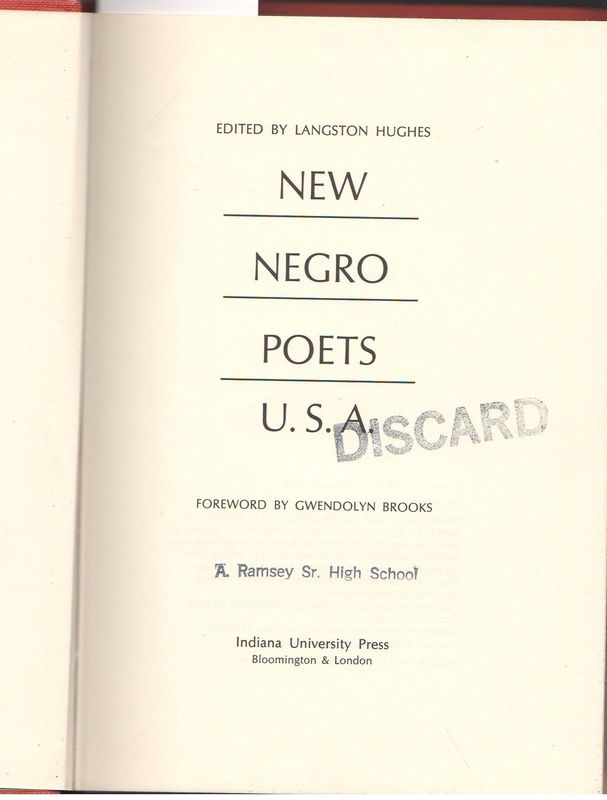 EDITED BY LANGSTON HUGHES
NEW
NEGRO
POETS
U. S. A.
DISCARD
FOREWORD BY GWENDOLYN BROOKS
A. Ramsey Sr. High School
Indiana University Press
Bloomington & London